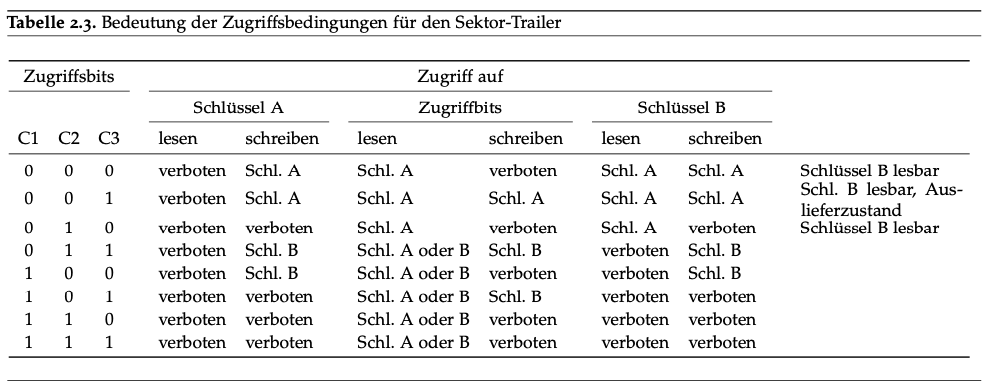 Tabelle 2.3. Bedeutung der Zugriffsbedingungen für den Sektor-Trailer
Zugriffsbits Zugriff auf
Schlüssel A Zugriffbits Schlüssel B
C1 C2 C3 lesen schreiben lesen schreiben lesen schreiben
0 0 0 verboten Schl. A Schl. A verboten Schl. A Schl. A Schlüssel B lesbar
0 0 1 verboten Schl. A Schl. A Schl. A Schl. A Schl. A Schl. B lesbar, Aus-
lieferzustand
0 1 0 verboten verboten Schl. A verboten Schl. A verboten Schlüssel B lesbar
0 1 1 verboten Schl. B Schl. A oder B Schl. B verboten Schl. B
1 0 0 verboten Schl. B Schl. A oder B verboten verboten Schl. B
1 0 1 verboten verboten Schl. A oder B Schl. B verboten verboten
1 1 0 verboten verboten Schl. A oder B verboten verboten verboten
1 1 1 verboten verboten Schl. A oder B verboten verboten verboten